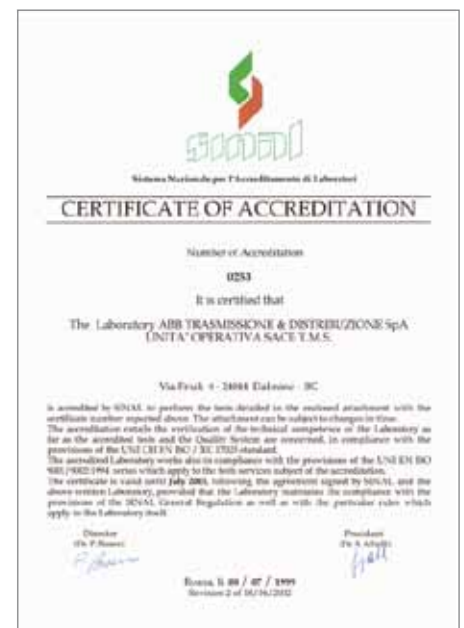 SINAL
Sistema Nazionale per l'Accreditamento di Laboratori
CERTIFICATE OF ACCREDITATION
Number of Accreditation
0253
It is certified that
The Laboratory ABB TRASMISSIONE & DISTRIBUZIONE SpA
UNITA' OPERATIVA SACE T.M.S.
Via Friuli, 4 - 24044 Dalmine - BG
is accredited by SINAL to perform the tests detailed in the enclosed attachment with the
certificate number reported above. The attachment can be subject to changes in time.
The accreditation entails the verification of the technical competence of the Laboratory as
far as the accredited tests and the Quality System are concerned, in compliance with the
provisions of the UNI CEI EN ISO / IEC 17025 standard.
The accredited Laboratory works also in compliance with the provisions of the UNI EN ISO
9001/9002:1994 series which apply to the tests services subject of the accreditation.
The certificate is valid until July 2003, following the agreement signed by SINAL and the
above written Laboratory, provided that the Laboratory maintains the compliance with the
provisions of the SINAL General Regulation as well as with the particular rules which
apply to the Laboratory itself.
Director
President
Roma, li 08 / 07 / 1999
Revision 2 of